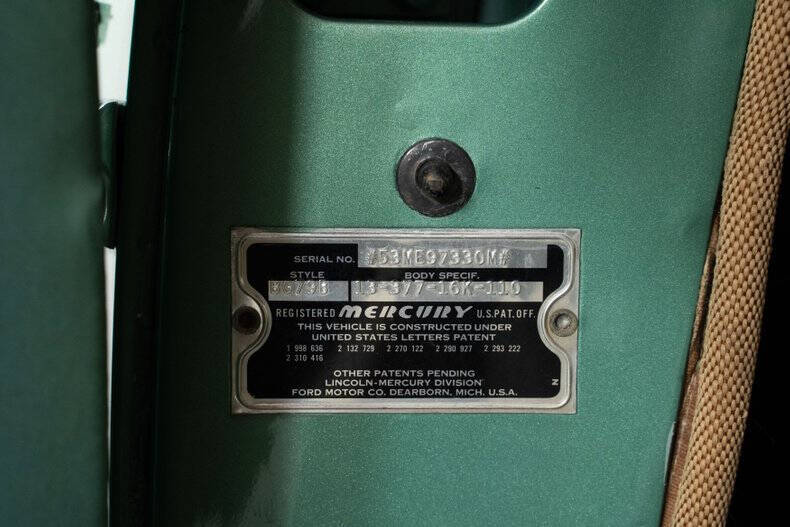 SERIAL NO. #53ME97330M#
STYLE BODY SPECIF.
13-377-16K-110
REGISTERED MERCURY U.S.PAT.OFF.
THIS VEHICLE IS CONSTRUCTED UNDER
UNITED STATES LETTERS PATENT
1 998 636 2 132 729 2 270 122 2 290 927 2 293 222
2 310 416
OTHER PATENTS PENDING
LINCOLN-MERCURY DIVISION
FORD MOTOR CO. DEARBORN, MICH. U.S.A.
N